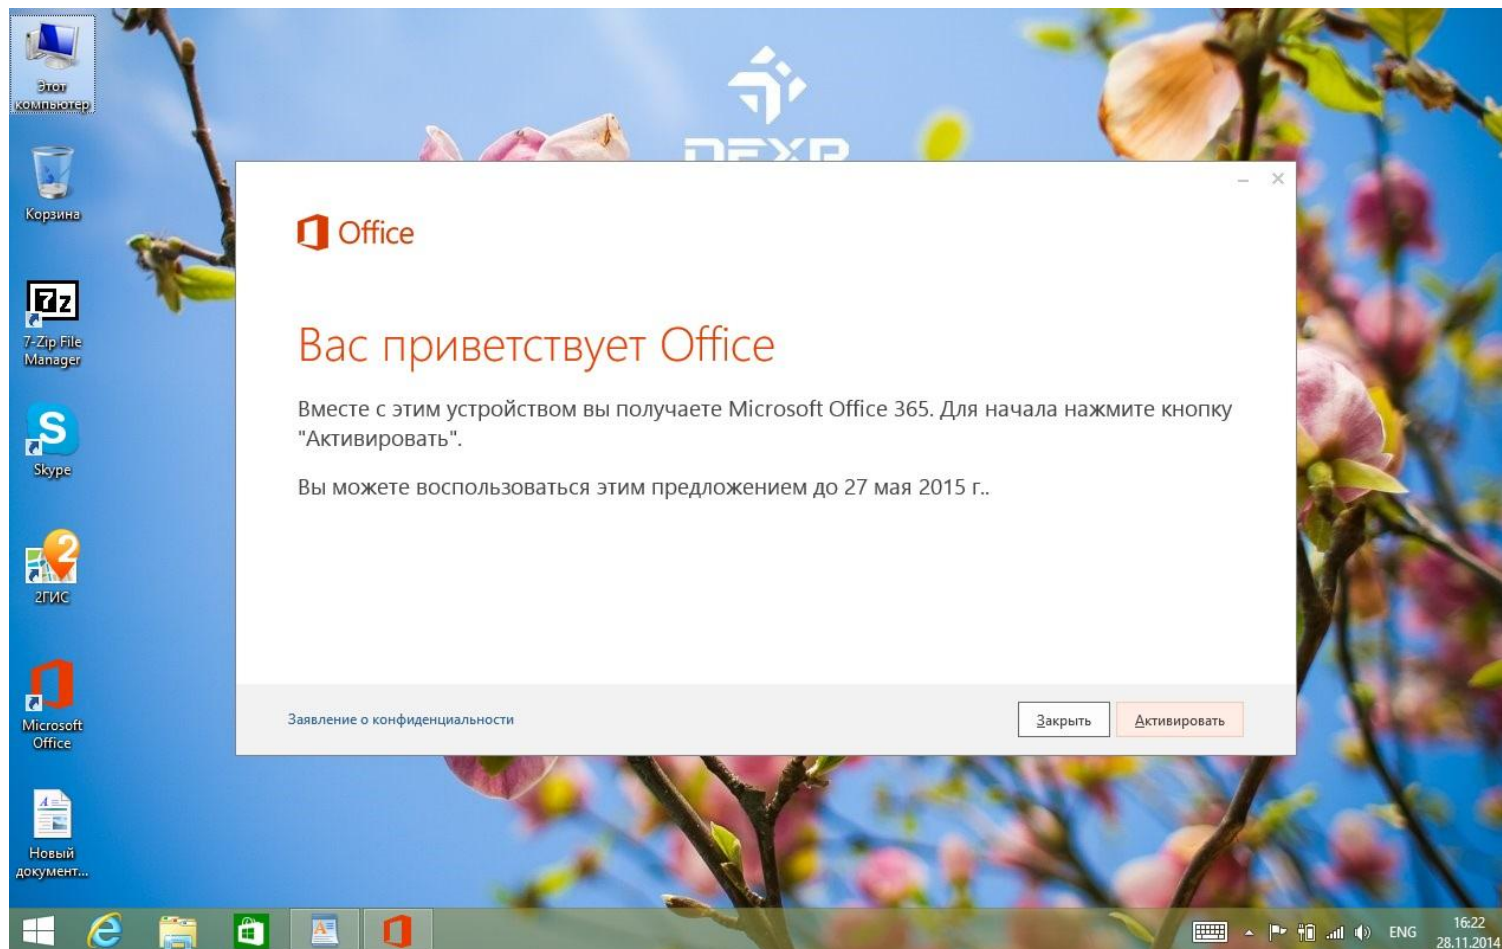 Этот
компьютер
Корзина
7-Zip File
Manager
Skype
2ГИС
Microsoft
Office
Новый
документ...
DEXP
Office
Вас приветствует Office
Вместе с этим устройством вы получаете Microsoft Office 365. Для начала нажмите кнопку
"Активировать".
Вы можете воспользоваться этим предложением до 27 мая 2015 г..
Заявление о конфиденциальности
Закрыть
Активировать
ENG
16:22
28.11.2014